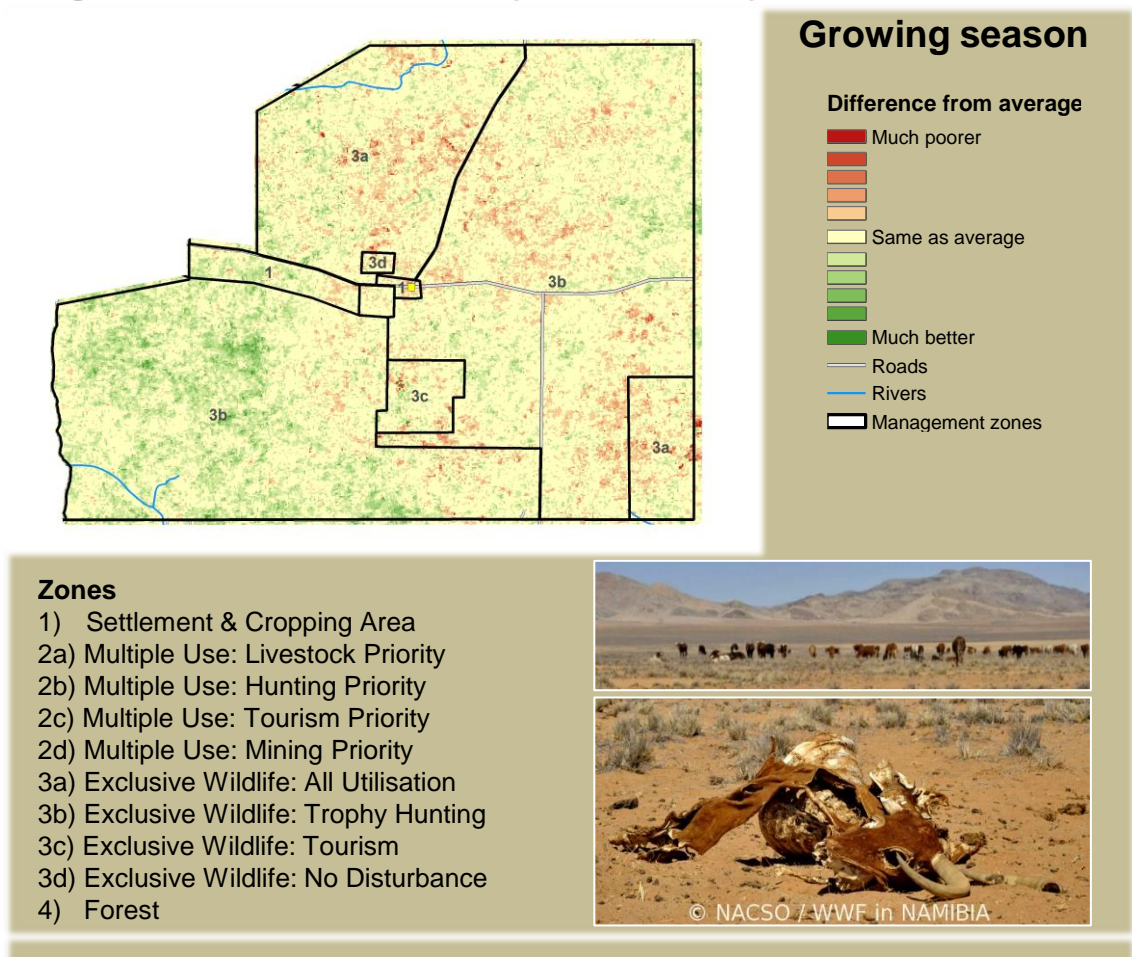 Growing season
Difference from average
Much poorer
Same as average
Much better
Roads
Rivers
Management zones
3a
3d
1
1
3b
3c
3b
3a
Zones
1) Settlement & Cropping Area
2a) Multiple Use: Livestock Priority
2b) Multiple Use: Hunting Priority
2c) Multiple Use: Tourism Priority
2d) Multiple Use: Mining Priority
3a) Exclusive Wildlife: All Utilisation
3b) Exclusive Wildlife: Trophy Hunting
3c) Exclusive Wildlife: Tourism
3d) Exclusive Wildlife: No Disturbance
4) Forest
© NACSO / WWF in NAMIBIA